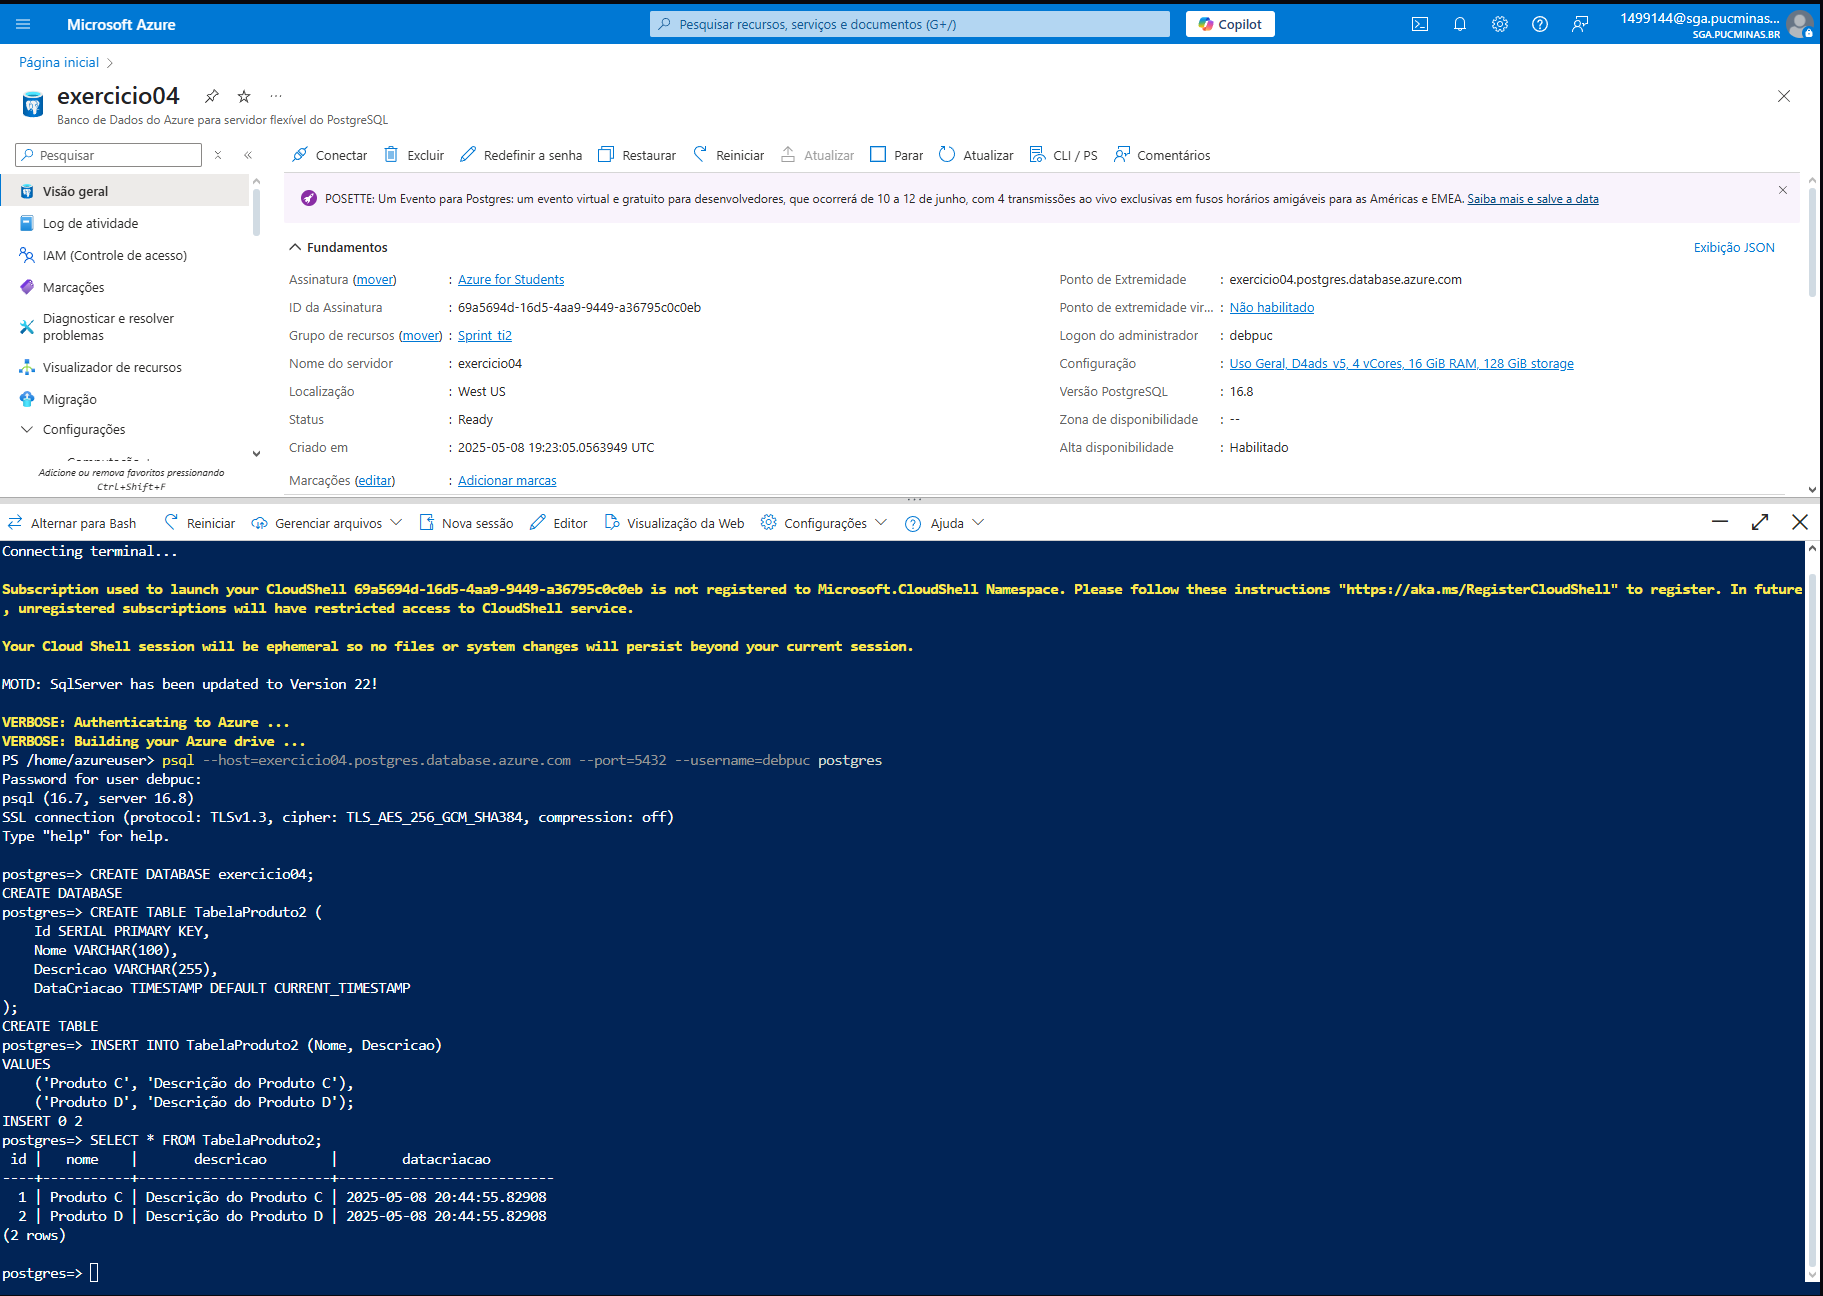 Microsoft Azure
Pesquisar recursos, serviços e documentos (G+/)
Copilot
1499144@sga.pucminas...
SGA.PUCMINAS.BR
Página inicial
exercicio04
Banco de Dados do Azure para servidor flexível do PostgreSQL
Pesquisar
Conectar Excluir Redefinir a senha Restaurar Reiniciar Atualizar Parar Atualizar CLI / PS Comentários
Visão geral
Log de atividade
IAM (Controle de acesso)
Marcações
Diagnosticar e resolver
problemas
Visualizador de recursos
Migração
Configurações
Adicione ou remova favoritos pressionando
Ctrl+Shift+F
POSETTE: Um Evento para Postgres: um evento virtual e gratuito para desenvolvedores, que ocorrerá de 10 a 12 de junho, com 4 transmissões ao vivo exclusivas em fusos horários amigáveis para as Américas e EMEA. Saiba mais e salve a data
Fundamentos
Exibição JSON
Assinatura (mover) : Azure for Students
ID da Assinatura : 69a5694d-16d5-4aa9-9449-a36795c0c0eb
Grupo de recursos (mover) : Sprint_ti2
Nome do servidor : exercicio04
Localização : West US
Status : Ready
Criado em : 2025-05-08 19:23:05.0563949 UTC
Marcações (editar) : Adicionar marcas
Ponto de Extremidade : exercicio04.postgres.database.azure.com
Ponto de extremidade vir... : Não habilitado
Logon do administrador : debpuc
Configuração : Uso Geral, D4ads_v5, 4 vCores, 16 GiB RAM, 128 GiB storage
Versão PostgreSQL : 16.8
Zona de disponibilidade : --
Alta disponibilidade : Habilitado
Alternar para Bash Reiniciar Gerenciar arquivos Nova sessão Editor Visualização da Web Configurações Ajuda
Connecting terminal...
Subscription used to launch your CloudShell 69a5694d-16d5-4aa9-9449-a36795c0c0eb is not registered to Microsoft.CloudShell Namespace. Please follow these instructions "https://aka.ms/RegisterCloudShell" to register. In future
, unregistered subscriptions will have restricted access to CloudShell service.
Your Cloud Shell session will be ephemeral so no files or system changes will persist beyond your current session.
MOTD: SqlServer has been updated to Version 22!
VERBOSE: Authenticating to Azure ...
VERBOSE: Building your Azure drive ...
PS /home/azureuser> psql --host=exercicio04.postgres.database.azure.com --port=5432 --username=debpuc postgres
Password for user debpuc:
psql (16.7, server 16.8)
SSL connection (protocol: TLSv1.3, cipher: TLS_AES_256_GCM_SHA384, compression: off)
Type "help" for help.
postgres=> CREATE DATABASE exercicio04;
CREATE DATABASE
postgres=> CREATE TABLE TabelaProduto2 (
    Id SERIAL PRIMARY KEY,
    Nome VARCHAR(100),
    Descricao VARCHAR(255),
    DataCriacao TIMESTAMP DEFAULT CURRENT_TIMESTAMP
);
CREATE TABLE
postgres=> INSERT INTO TabelaProduto2 (Nome, Descricao)
VALUES
    ('Produto C', 'Descrição do Produto C'),
    ('Produto D', 'Descrição do Produto D');
INSERT 0 2
postgres=> SELECT * FROM TabelaProduto2;
 id |   nome    |       descricao        |        datacriacao
----+-----------+------------------------+---------------------------
  1 | Produto C | Descrição do Produto C | 2025-05-08 20:44:55.82908
  2 | Produto D | Descrição do Produto D | 2025-05-08 20:44:55.82908
(2 rows)
postgres=>